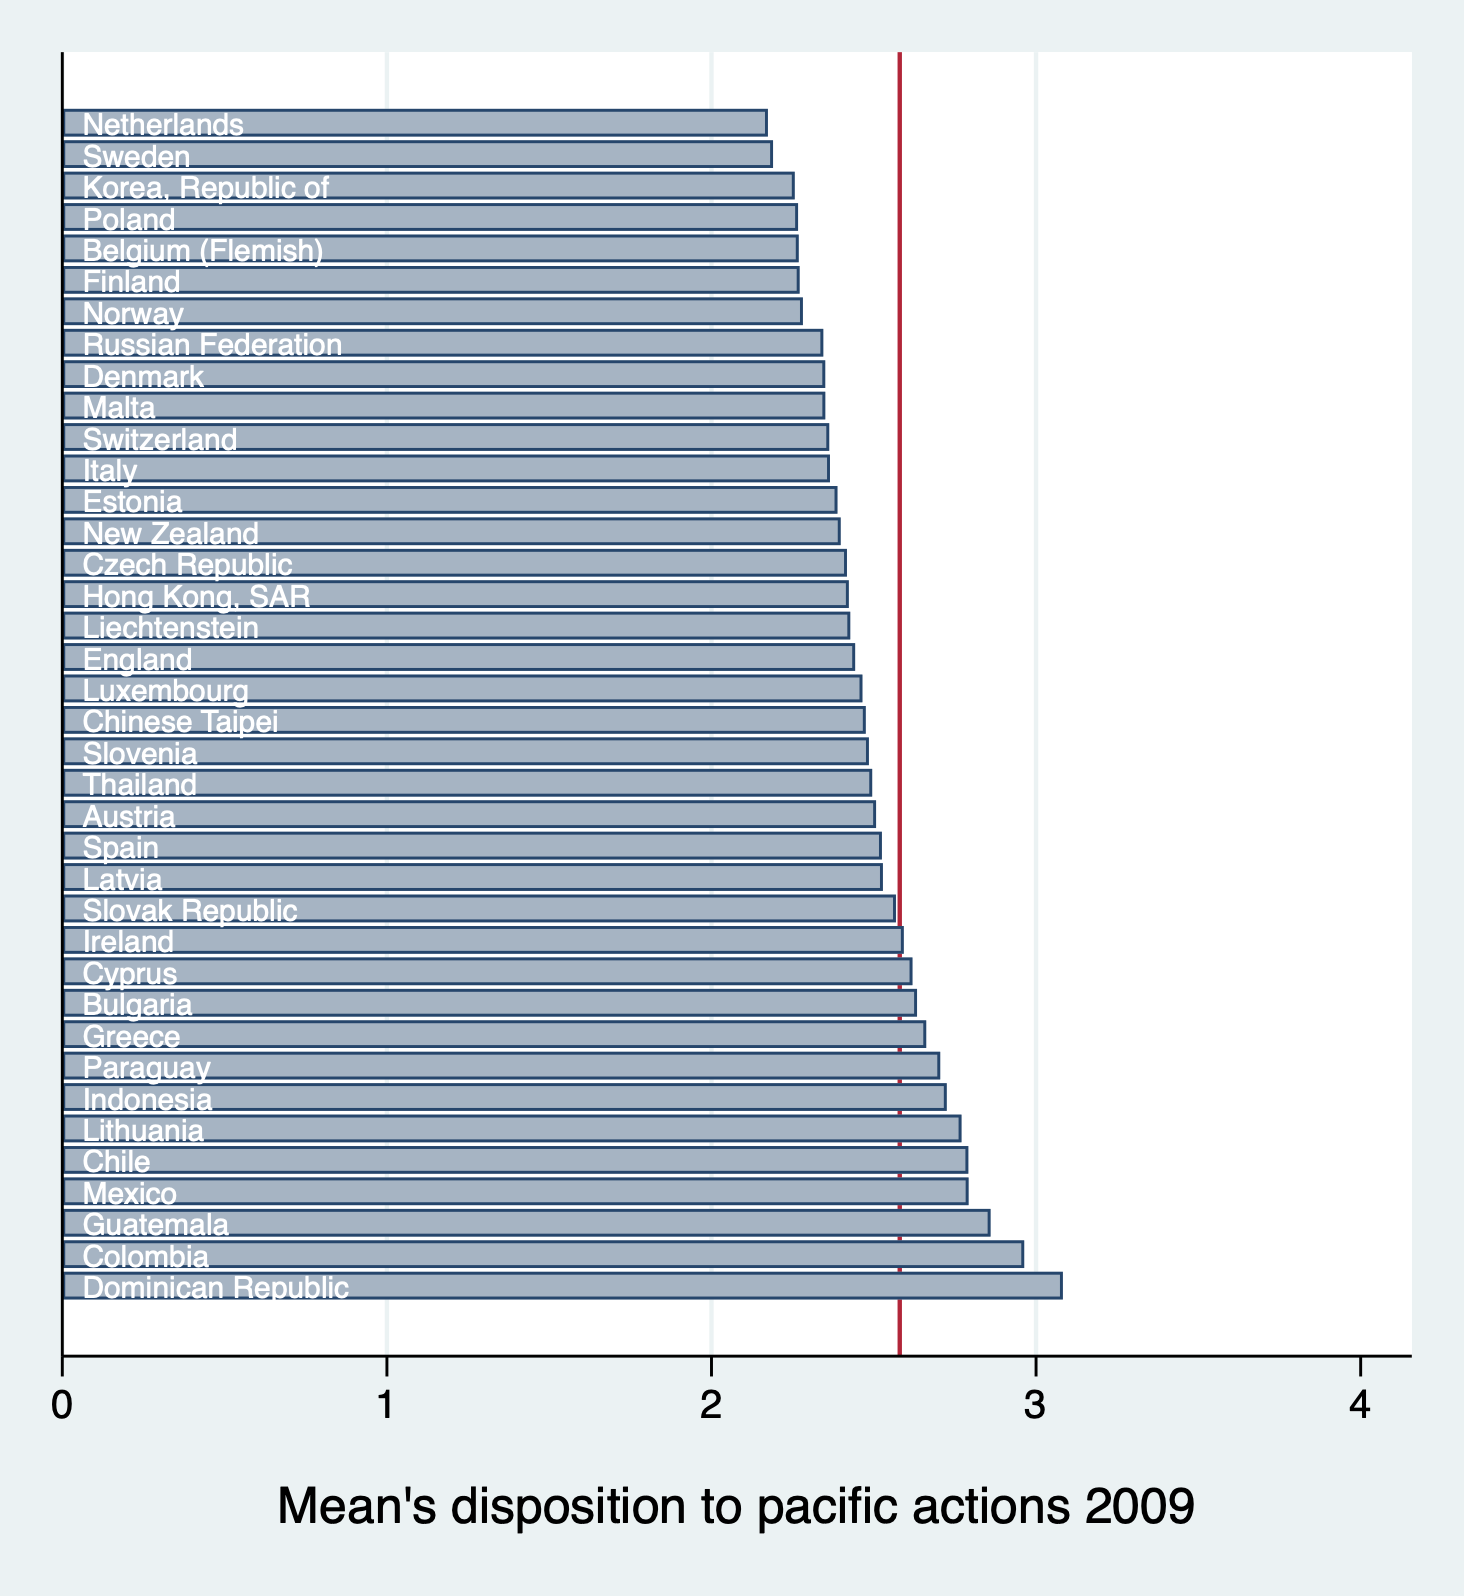 Netherlands
Sweden
Korea, Republic of
Poland
Belgium (Flemish)
Finland
Norway
Russian Federation
Denmark
Malta
Switzerland
Italy
Estonia
New Zealand
Czech Republic
Hong Kong, SAR
Liechtenstein
England
Luxembourg
Chinese Taipei
Slovenia
Thailand
Austria
Spain
Latvia
Slovak Republic
Ireland
Cyprus
Bulgaria
Greece
Paraguay
Indonesia
Lithuania
Chile
Mexico
Guatemala
Colombia
Dominican Republic
0 1 2 3 4
Mean's disposition to pacific actions 2009